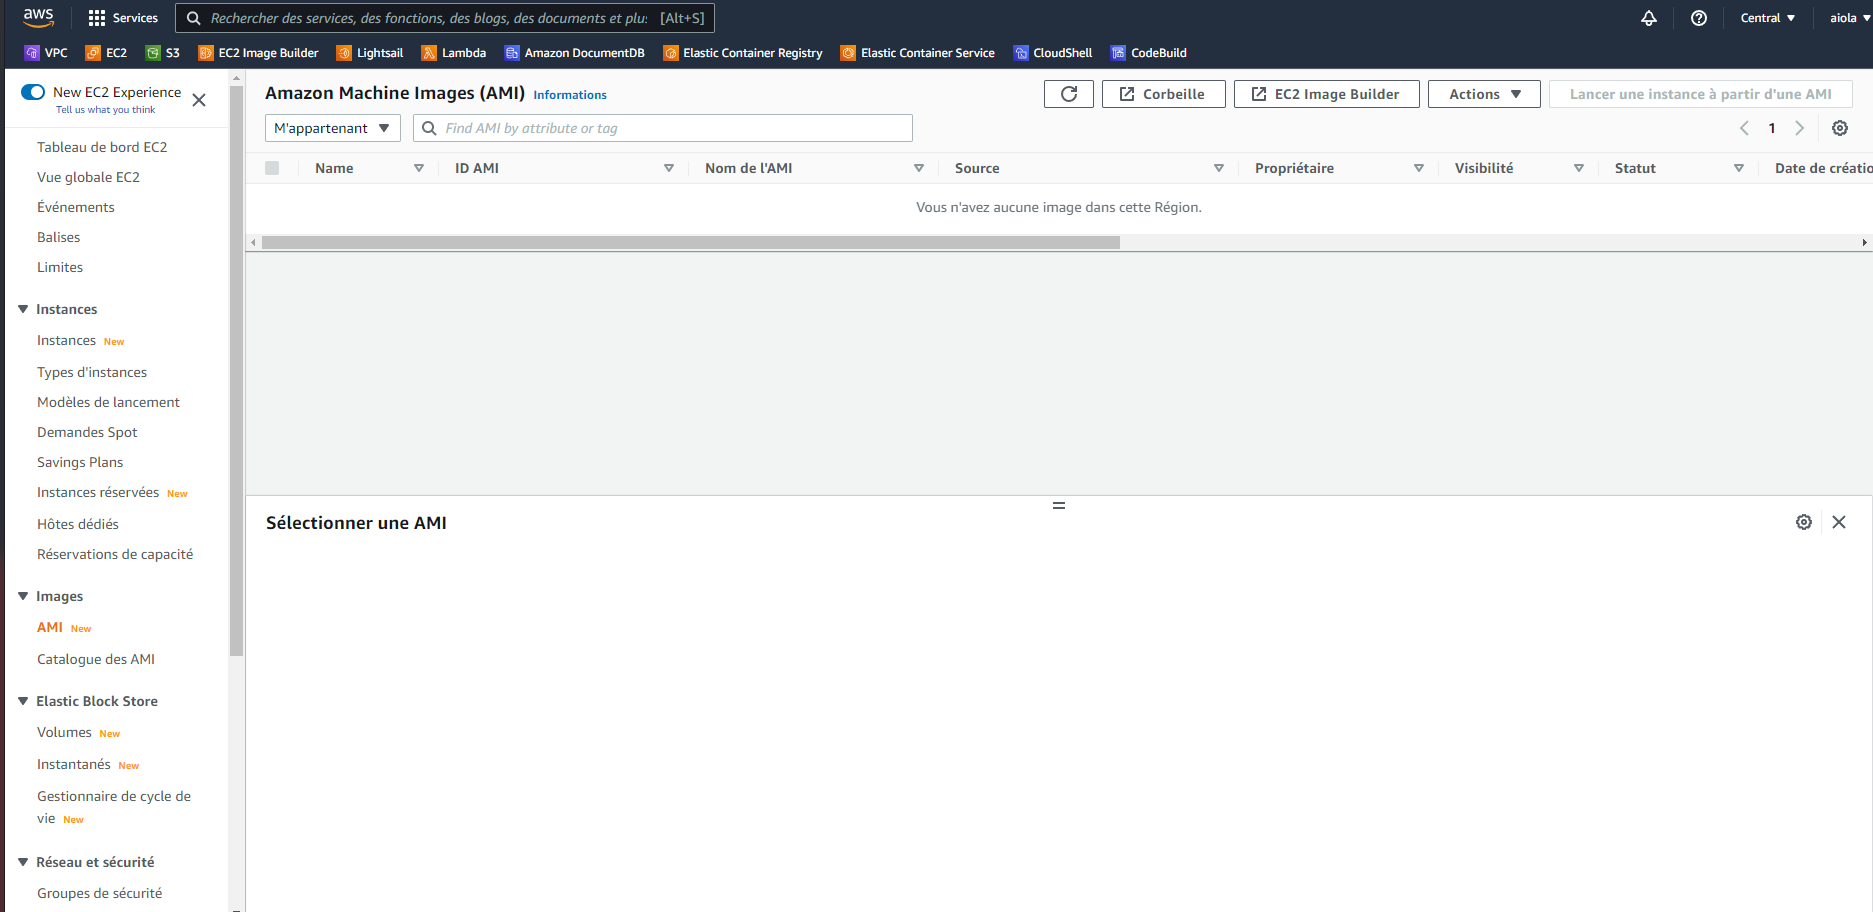 aws
Services
Rechercher des services, des fonctions, des blogs, des documents et plu: [Alt+S]
Central
aiola
VPC EC2 S3 EC2 Image Builder Lightsail Lambda Amazon DocumentDB Elastic Container Registry Elastic Container Service CloudShell CodeBuild
New EC2 Experience
Tell us what you think
Tableau de bord EC2
Vue globale EC2
Événements
Balises
Limites
Instances
Instances New
Types d'instances
Modèles de lancement
Demandes Spot
Savings Plans
Instances réservées New
Hôtes dédiés
Réservations de capacité
Images
AMI New
Catalogue des AMI
Elastic Block Store
Volumes New
Instantanés New
Gestionnaire de cycle de
vie New
Réseau et sécurité
Groupes de sécurité
Amazon Machine Images (AMI) Informations
Corbeille
EC2 Image Builder
Actions
Lancer une instance à partir d'une AMI
M'appartenant
Find AMI by attribute or tag
1
Name ID AMI Nom de l'AMI Source Propriétaire Visibilité Statut Date de créatio
Vous n'avez aucune image dans cette Région.
Sélectionner une AMI